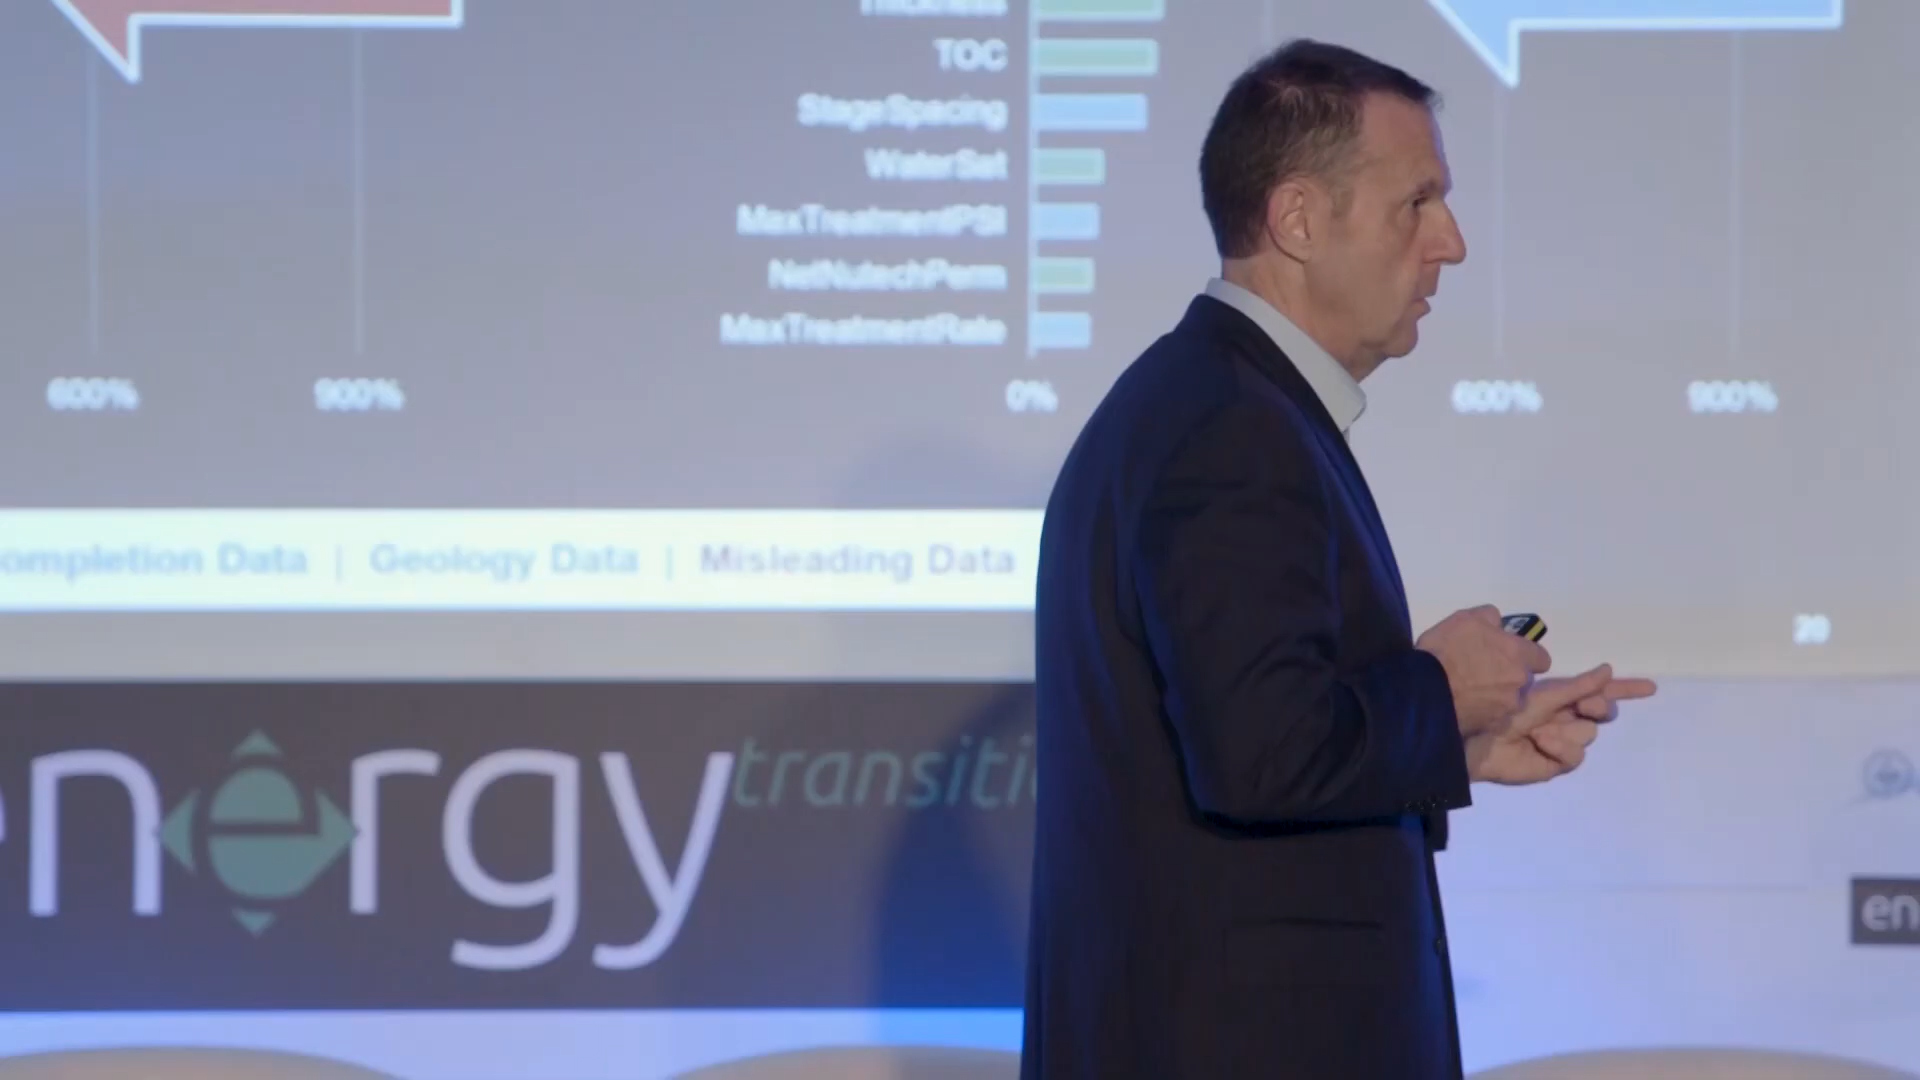 Thickness
TOC
StageSpacing
WaterSat
MaxTreatmentPSI
NetNutechPerm
MaxTreatmentRate
600% 900% 0% 600% 900%
ompletion Data | Geology Data | Misleading Data
20
energy transiti
en